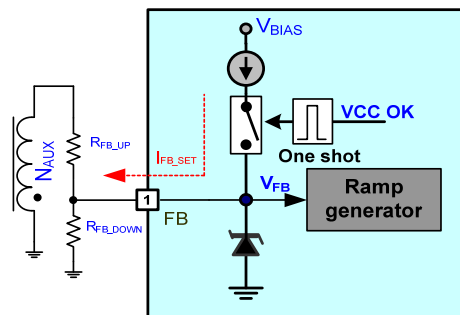 VBIAS
VCC OK
One shot
NAUX
RFB_UP
IFB_SET
RFB_DOWN
1
FB
VFB
Ramp
generator